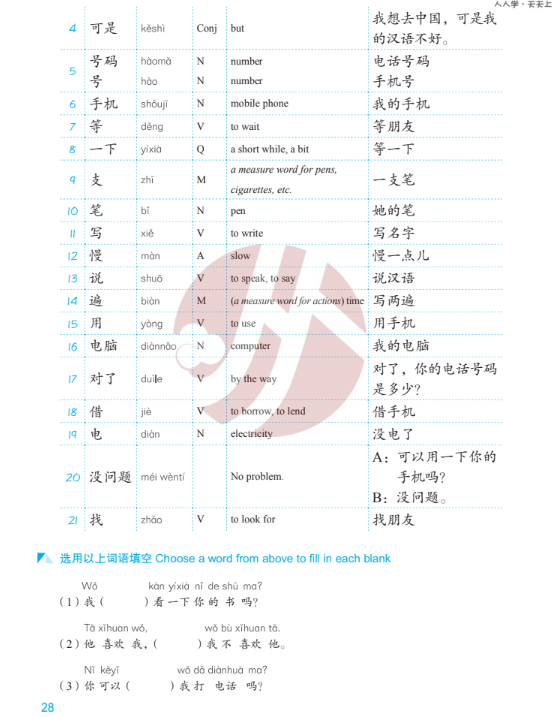 人人学·天天上
4 可是 kěshì Conj but 我想去中国，可是我
的汉语不好。
5 号码 hàomǎ N number 电话号码
号 hào N number 手机号
6 手机 shǒujī N mobile phone 我的手机
7 等 děng V to wait 等朋友
8 一下 yíxià Q a short while, a bit 等一下
9 支 zhī M a measure word for pens,
cigarettes, etc. 一支笔
10 笔 bǐ N pen 她的笔
11 写 xiě V to write 写名字
12 慢 màn A slow 慢一点儿
13 说 shuō V to speak, to say 说汉语
14 遍 biàn M (a measure word for actions) time 写两遍
15 用 yòng V to use 用手机
16 电脑 diànnǎo N computer 我的电脑
17 对了 duìle V by the way 对了，你的电话号码
是多少？
18 借 jiè V to borrow, to lend 借手机
19 电 diàn N electricity 没电了
20 没问题 méi wèntí No problem. A：可以用一下你的
手机吗？
B：没问题。
21 找 zhǎo V to look for 找朋友
选用以上词语填空 Choose a word from above to fill in each blank
Wǒ kàn yíxià nǐ de shū ma?
（1）我（ ）看一下你的 书 吗？
Tā xǐhuan wǒ, wǒ bù xǐhuan tā.
（2）他 喜欢 我，（ ）我 不 喜欢 他。
Nǐ kěyǐ wǒ dǎ diànhuà ma?
（3）你 可以（ ）我 打 电话 吗？
28